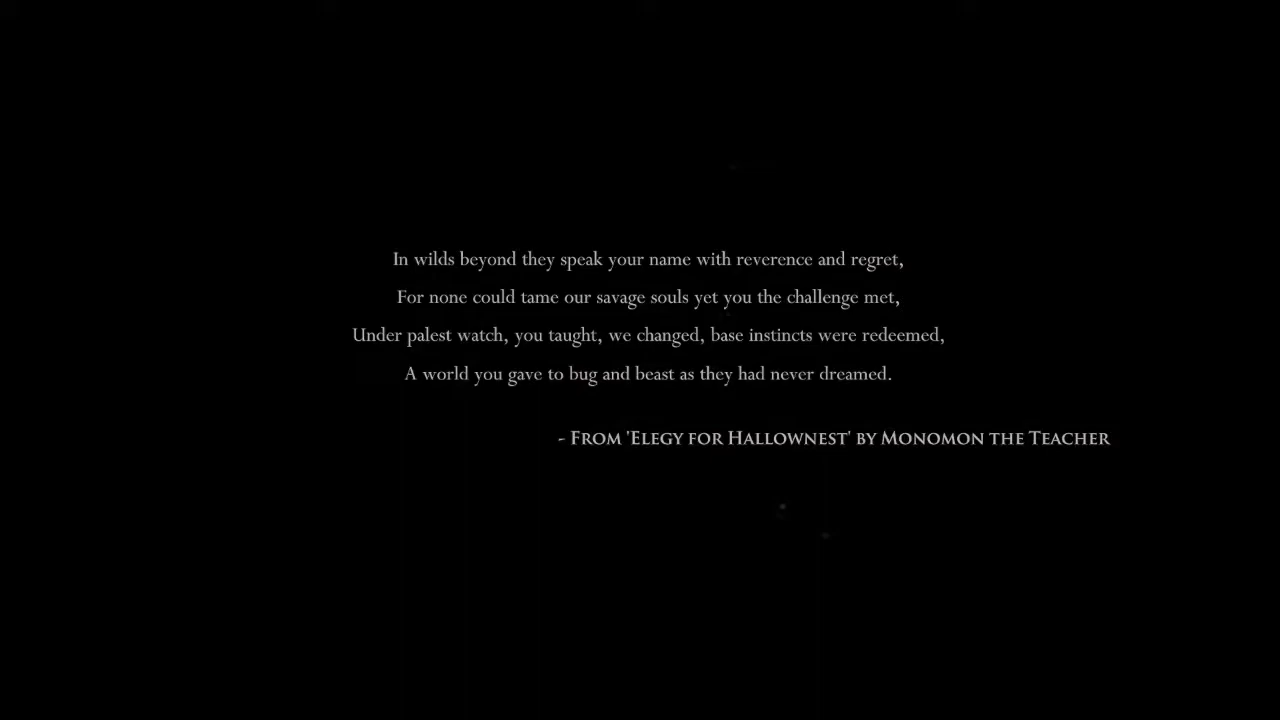 In wilds beyond they speak your name with reverence and regret,
For none could tame our savage souls yet you the challenge met,
Under palest watch, you taught, we changed, base instincts were redeemed,
A world you gave to bug and beast as they had never dreamed.
- From 'Elegy for Hallownest' by Monomon the Teacher